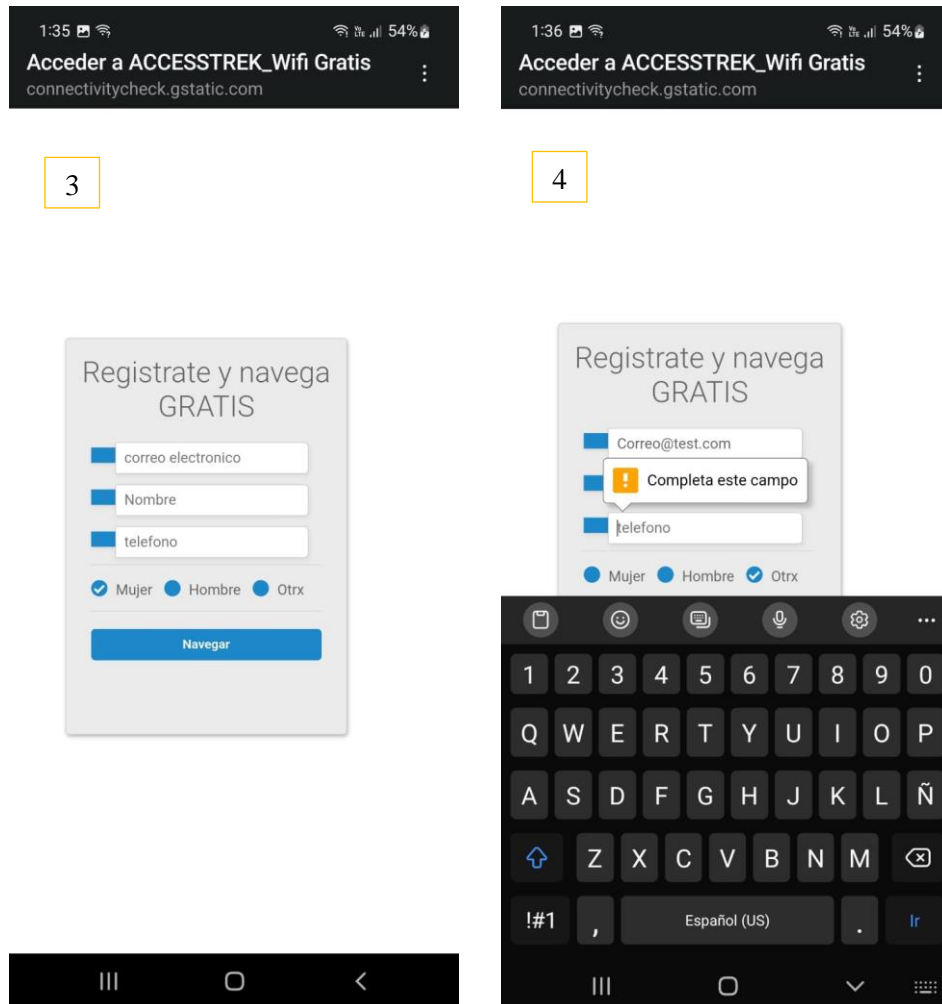 1:35
54%
Acceder a ACCESSTREK_Wifi Gratis
connectivitycheck.gstatic.com
3
Registrate y navega
GRATIS
correo electronico
Nombre
telefono
Mujer Hombre Otrx
Navegar
1:36
54%
Acceder a ACCESSTREK_Wifi Gratis
connectivitycheck.gstatic.com
4
Registrate y navega
GRATIS
Correo@test.com
Completa este campo
telefono
Mujer Hombre Otrx
1 2 3 4 5 6 7 8 9 0
Q W E R T Y U I O P
A S D F G H J K L Ñ
Z X C V B N M
!#1 , Español (US) . Ir